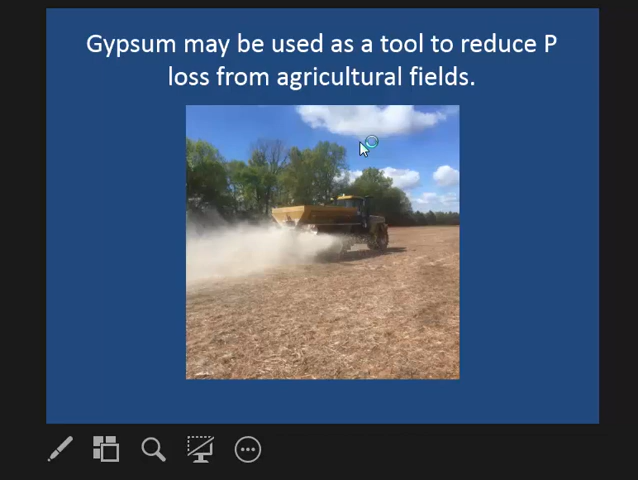 Gypsum may be used as a tool to reduce P
loss from agricultural fields.